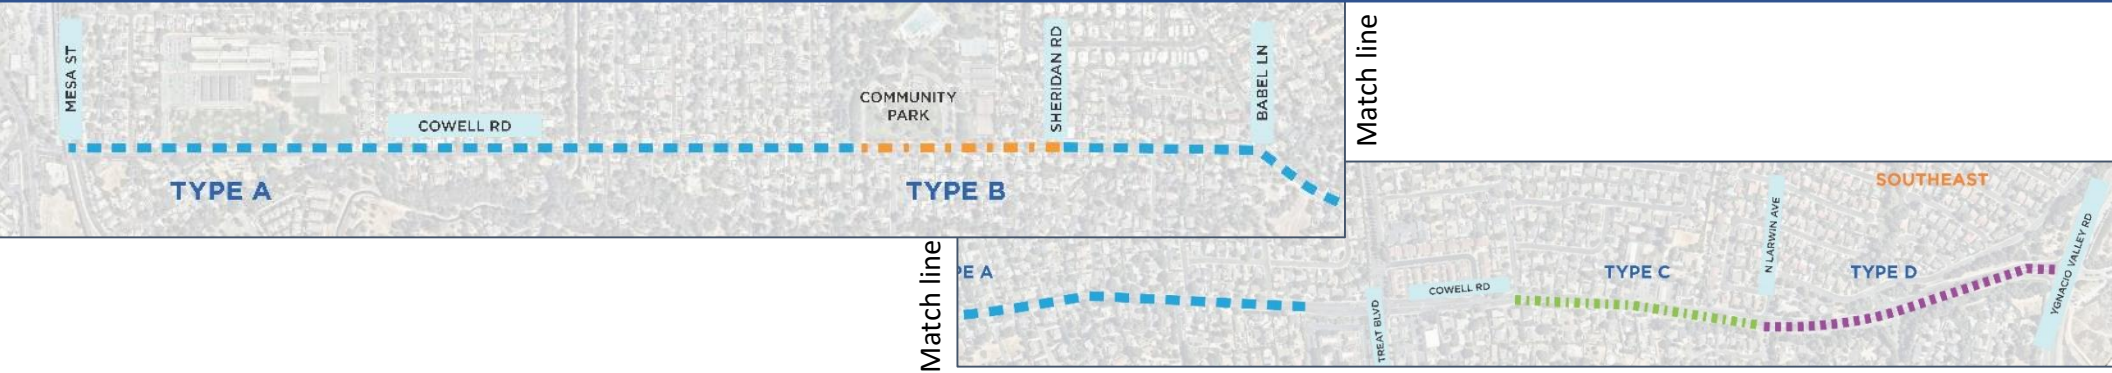 MESA ST
COWELL RD
COMMUNITY
PARK
SHERIDAN RD
BABEL LN
TYPE A
TYPE B
Match line
Match line
PE A
TREAT BLVD
COWELL RD
TYPE C
N LARWIN AVE
TYPE D
SOUTHEAST
YGNACIO VALLEY RD